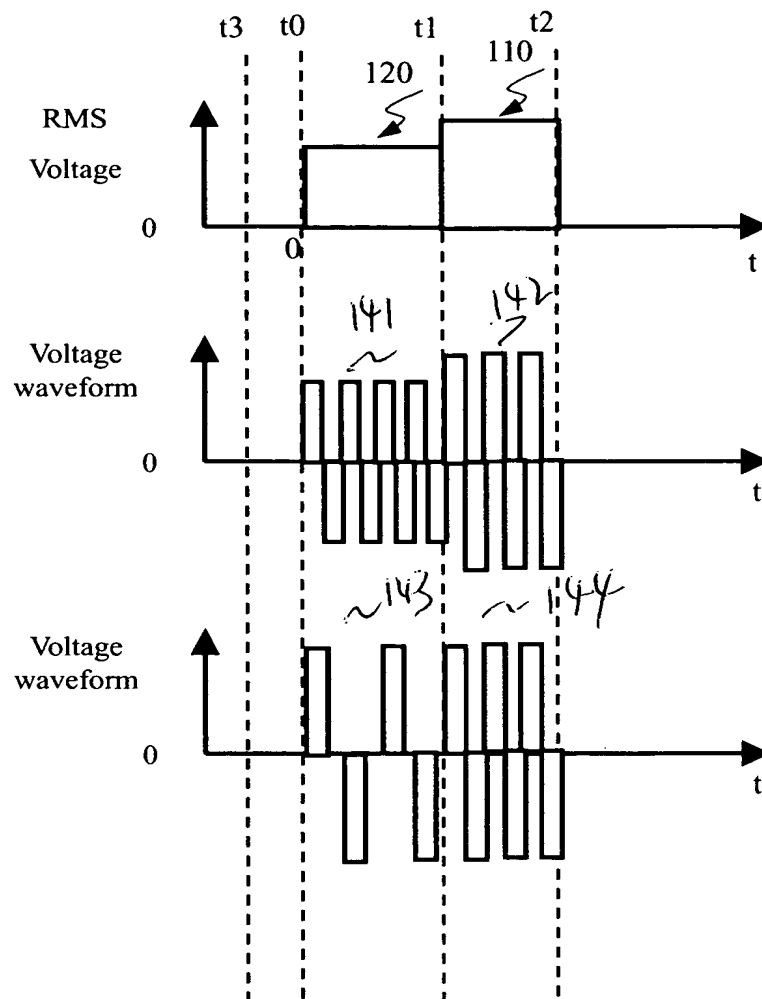 t3 t0 t1 t2
120 110
RMS
Voltage
0
0
t
141 142
Voltage
waveform
0
t
143 144
Voltage
waveform
0
t